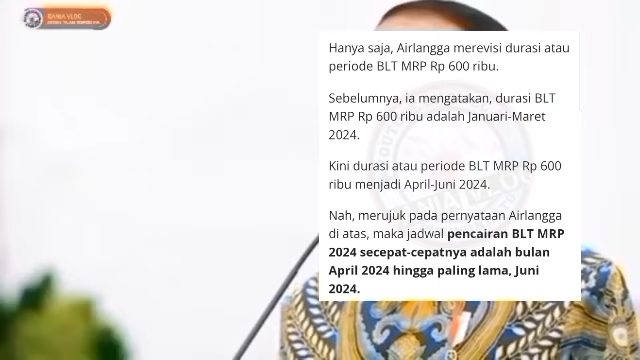 Hanya saja, Airlangga merevisi durasi atau
periode BLT MRP Rp 600 ribu.
Sebelumnya, ia mengatakan, durasi BLT
MRP Rp 600 ribu adalah Januari-Maret
2024.
Kini durasi atau periode BLT MRP Rp 600
ribu menjadi April-Juni 2024.
Nah, merujuk pada pernyataan Airlangga
di atas, maka jadwal pencairan BLT MRP
2024 secepat-cepatnya adalah bulan
April 2024 hingga paling lama, Juni
2024.